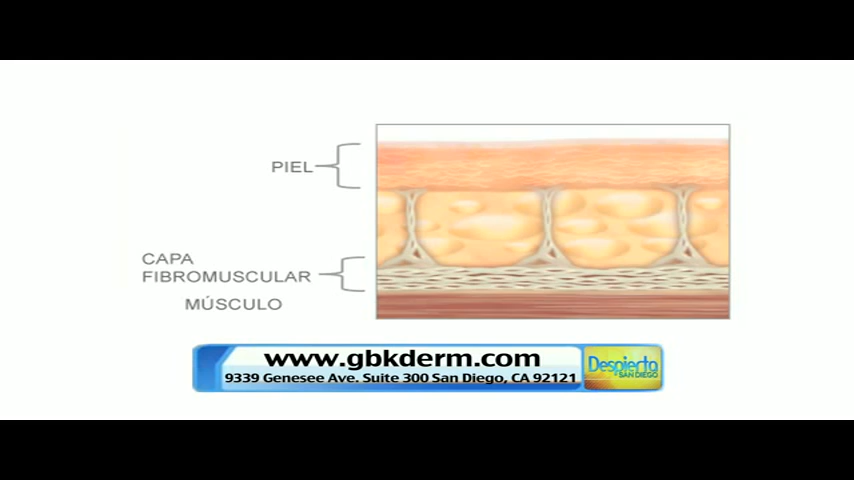 PIEL
CAPA
FIBROMUSCULAR
MÚSCULO
www.gbkderm.com
9339 Genesee Ave. Suite 300 San Diego, CA 92121
Despierta
SAN DIEGO